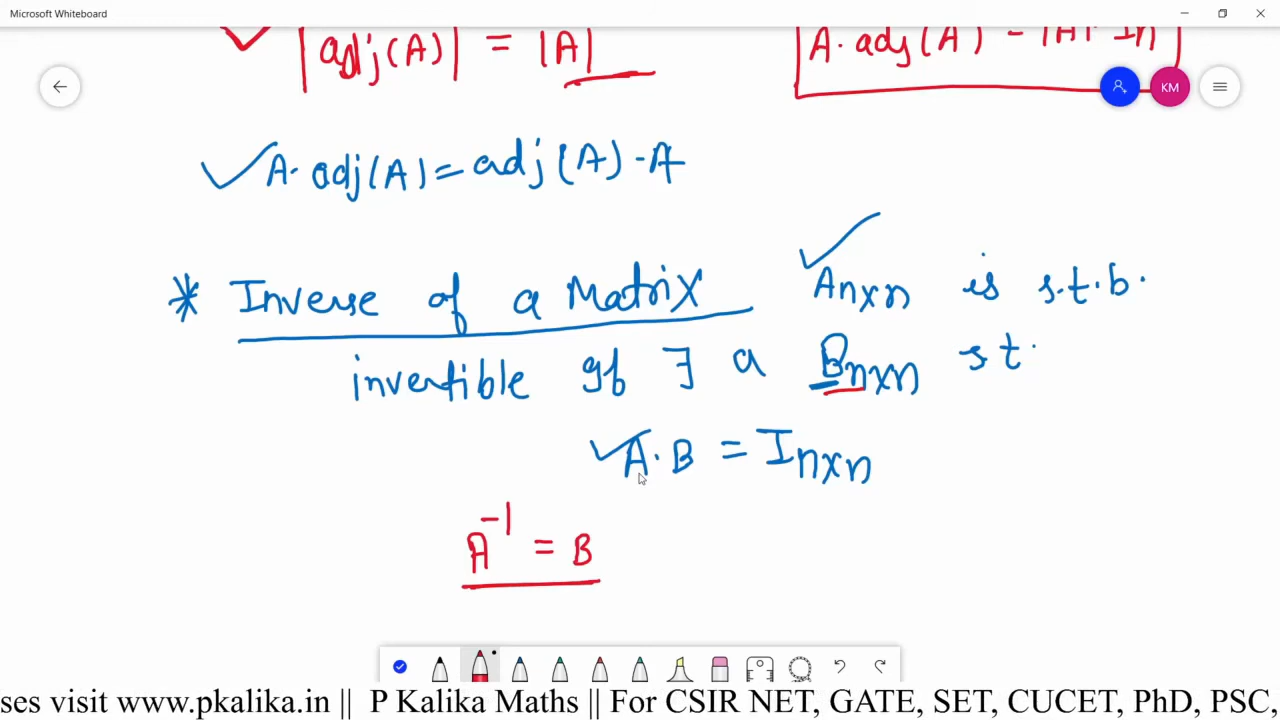 Microsoft Whiteboard
|adj(A)| = |A|
A. adj(A) = |A|. In
KM
A. adj(A) = adj(A) . A
* Inverse of a Matrix Anxn is s.t.b.
invertible If ∃ a Bnxn s t.
A . B = Inxn
A⁻¹ = B
ses visit www.pkalika.in || P Kalika Maths || For CSIR NET, GATE, SET, CUCET, PhD, PSC,